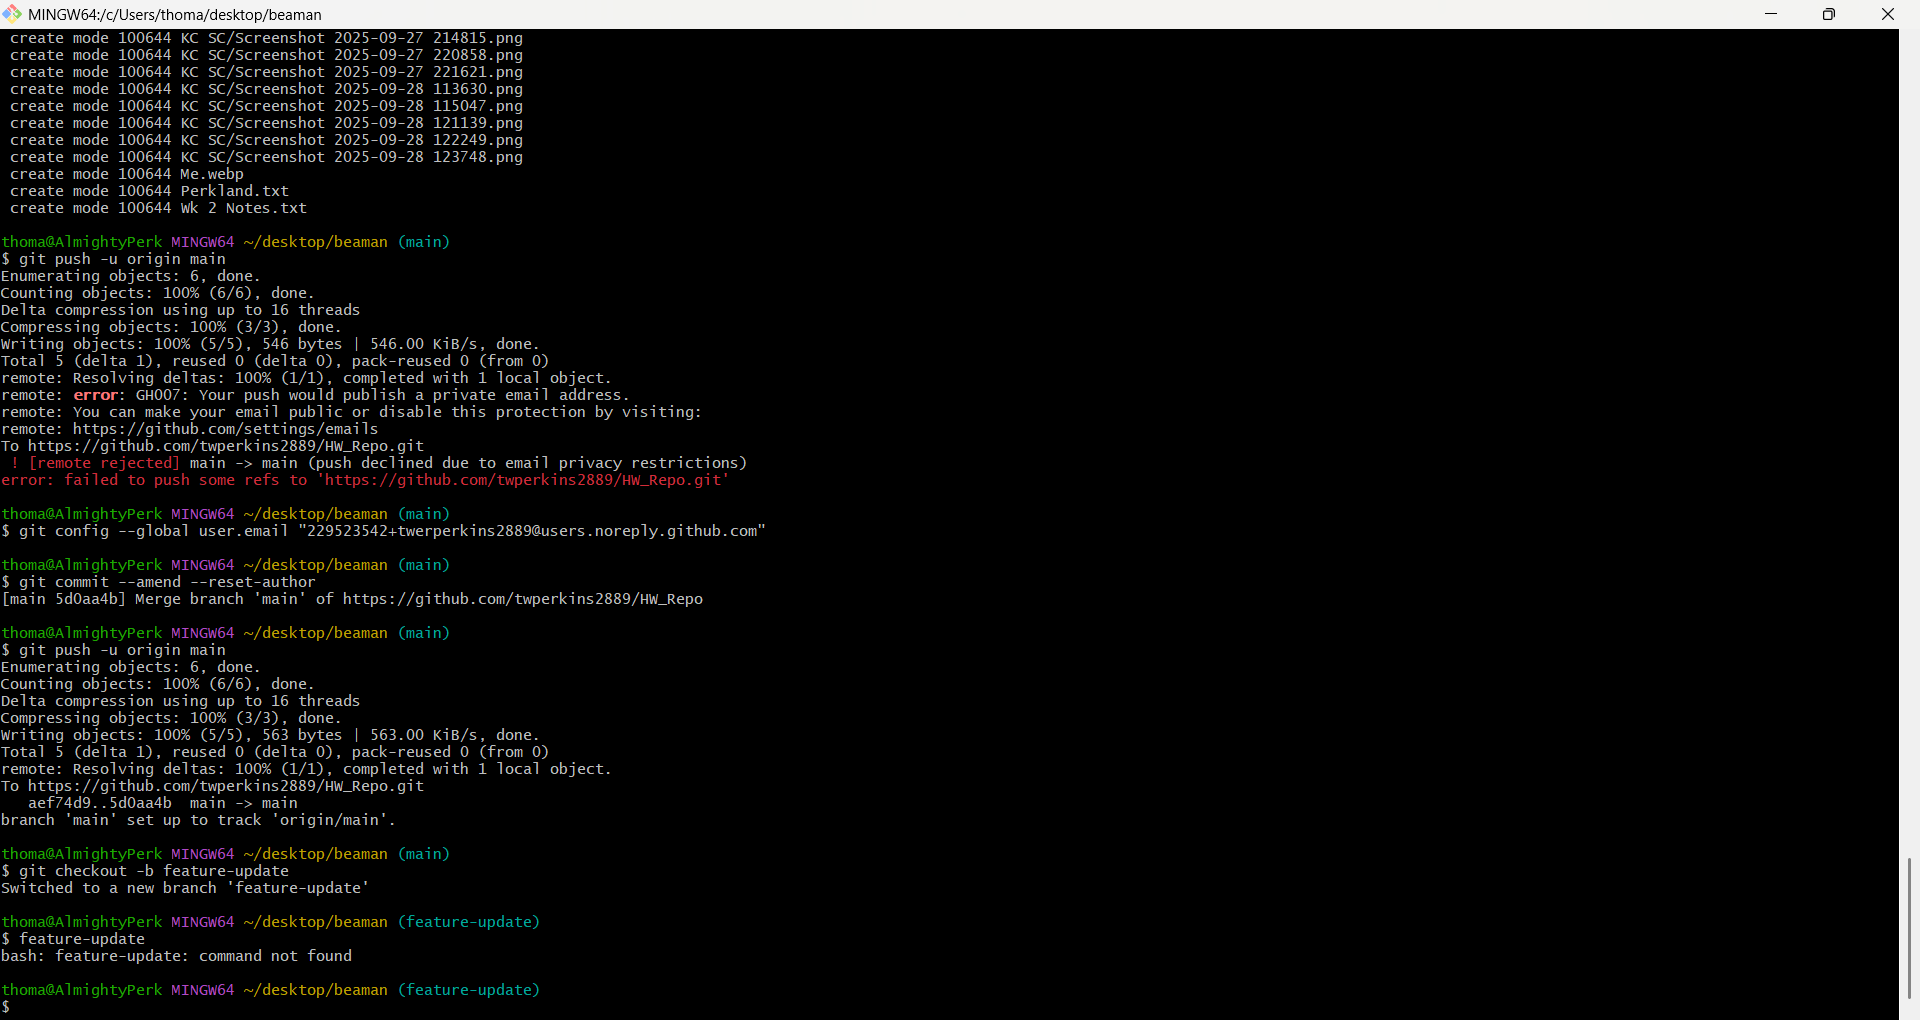 MINGW64:/c/Users/thoma/desktop/beaman
create mode 100644 KC SC/Screenshot 2025-09-27 214815.png
create mode 100644 KC SC/Screenshot 2025-09-27 220858.png
create mode 100644 KC SC/Screenshot 2025-09-27 221621.png
create mode 100644 KC SC/Screenshot 2025-09-28 113630.png
create mode 100644 KC SC/Screenshot 2025-09-28 115047.png
create mode 100644 KC SC/Screenshot 2025-09-28 121139.png
create mode 100644 KC SC/Screenshot 2025-09-28 122249.png
create mode 100644 KC SC/Screenshot 2025-09-28 123748.png
create mode 100644 Me.webp
create mode 100644 Perkland.txt
create mode 100644 Wk 2 Notes.txt
thoma@AlmightyPerk MINGW64 ~/desktop/beaman (main)
$ git push -u origin main
Enumerating objects: 6, done.
Counting objects: 100% (6/6), done.
Delta compression using up to 16 threads
Compressing objects: 100% (3/3), done.
Writing objects: 100% (5/5), 546 bytes | 546.00 KiB/s, done.
Total 5 (delta 1), reused 0 (delta 0), pack-reused 0 (from 0)
remote: Resolving deltas: 100% (1/1), completed with 1 local object.
remote: error: GH007: Your push would publish a private email address.
remote: You can make your email public or disable this protection by visiting:
remote: https://github.com/settings/emails
To https://github.com/twperkins2889/HW_Repo.git
! [remote rejected] main -> main (push declined due to email privacy restrictions)
error: failed to push some refs to 'https://github.com/twperkins2889/HW_Repo.git'
thoma@AlmightyPerk MINGW64 ~/desktop/beaman (main)
$ git config --global user.email "229523542+twerperkins2889@users.noreply.github.com"
thoma@AlmightyPerk MINGW64 ~/desktop/beaman (main)
$ git commit --amend --reset-author
[main 5d0aa4b] Merge branch 'main' of https://github.com/twperkins2889/HW_Repo
thoma@AlmightyPerk MINGW64 ~/desktop/beaman (main)
$ git push -u origin main
Enumerating objects: 6, done.
Counting objects: 100% (6/6), done.
Delta compression using up to 16 threads
Compressing objects: 100% (3/3), done.
Writing objects: 100% (5/5), 563 bytes | 563.00 KiB/s, done.
Total 5 (delta 1), reused 0 (delta 0), pack-reused 0 (from 0)
remote: Resolving deltas: 100% (1/1), completed with 1 local object.
To https://github.com/twperkins2889/HW_Repo.git
aef74d9..5d0aa4b  main -> main
branch 'main' set up to track 'origin/main'.
thoma@AlmightyPerk MINGW64 ~/desktop/beaman (main)
$ git checkout -b feature-update
Switched to a new branch 'feature-update'
thoma@AlmightyPerk MINGW64 ~/desktop/beaman (feature-update)
$ feature-update
bash: feature-update: command not found
thoma@AlmightyPerk MINGW64 ~/desktop/beaman (feature-update)
$